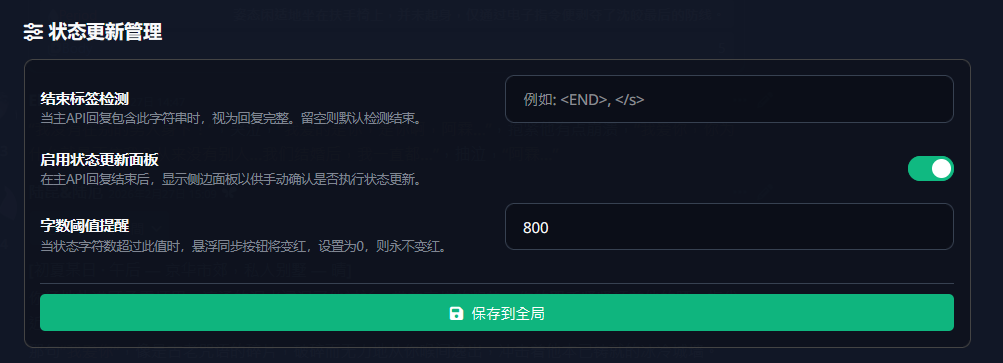 状态更新管理
结束标签检测
当主API回复包含此字符串时，视为回复完整。留空则默认检测结束。
例如: <END>, </s>
启用状态更新面板
在主API回复结束后，显示侧边面板以供手动确认是否执行状态更新。
字数阈值提醒
当状态字符数超过此值时，悬浮同步按钮将变红，设置为0，则永不变红。
800
保存到全局